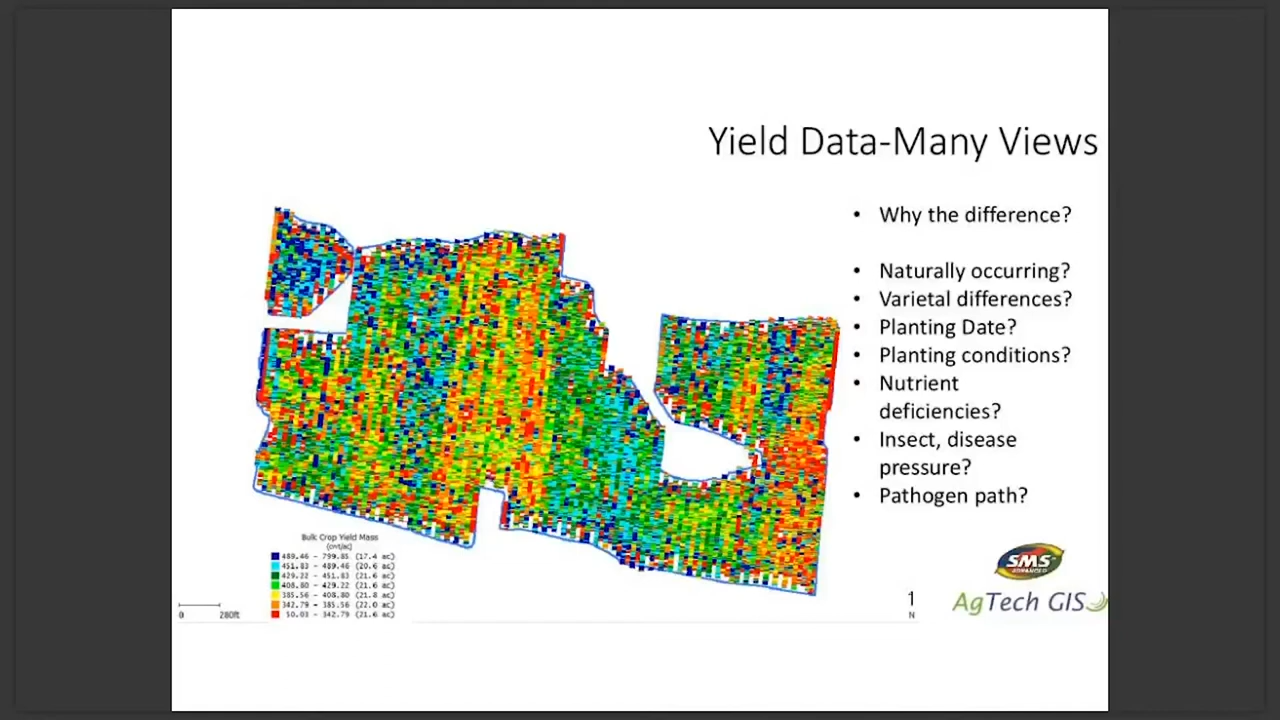 Yield Data-Many Views
• Why the difference?
• Naturally occurring?
• Varietal differences?
• Planting Date?
• Planting conditions?
• Nutrient
deficiencies?
• Insect, disease
pressure?
• Pathogen path?
Bulk Crop Yield Mass
(cwt/ac)
489.46 - 799.85 (17.4 ac)
451.83 - 489.46 (20.6 ac)
429.22 - 451.83 (21.6 ac)
408.80 - 429.22 (21.6 ac)
385.56 - 408.80 (21.8 ac)
342.79 - 385.56 (22.0 ac)
50.03 - 342.79 (21.6 ac)
0 280ft
1
N
SMS
ADVANCED
AgTech GIS